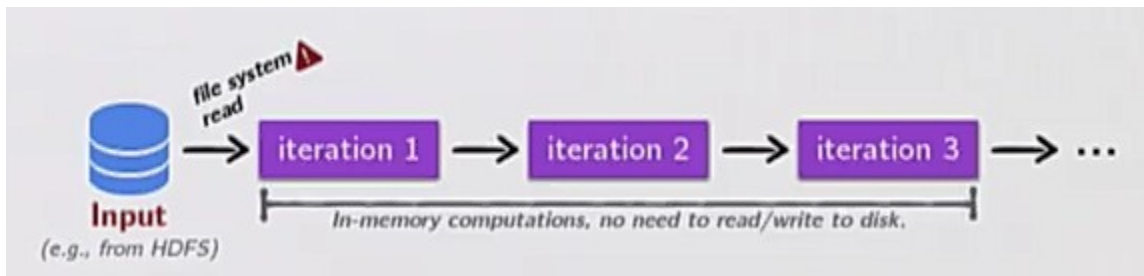 file system
read
iteration 1
iteration 2
iteration 3
...
Input
(e.g., from HDFS)
In-memory computations, no need to read/write to disk.